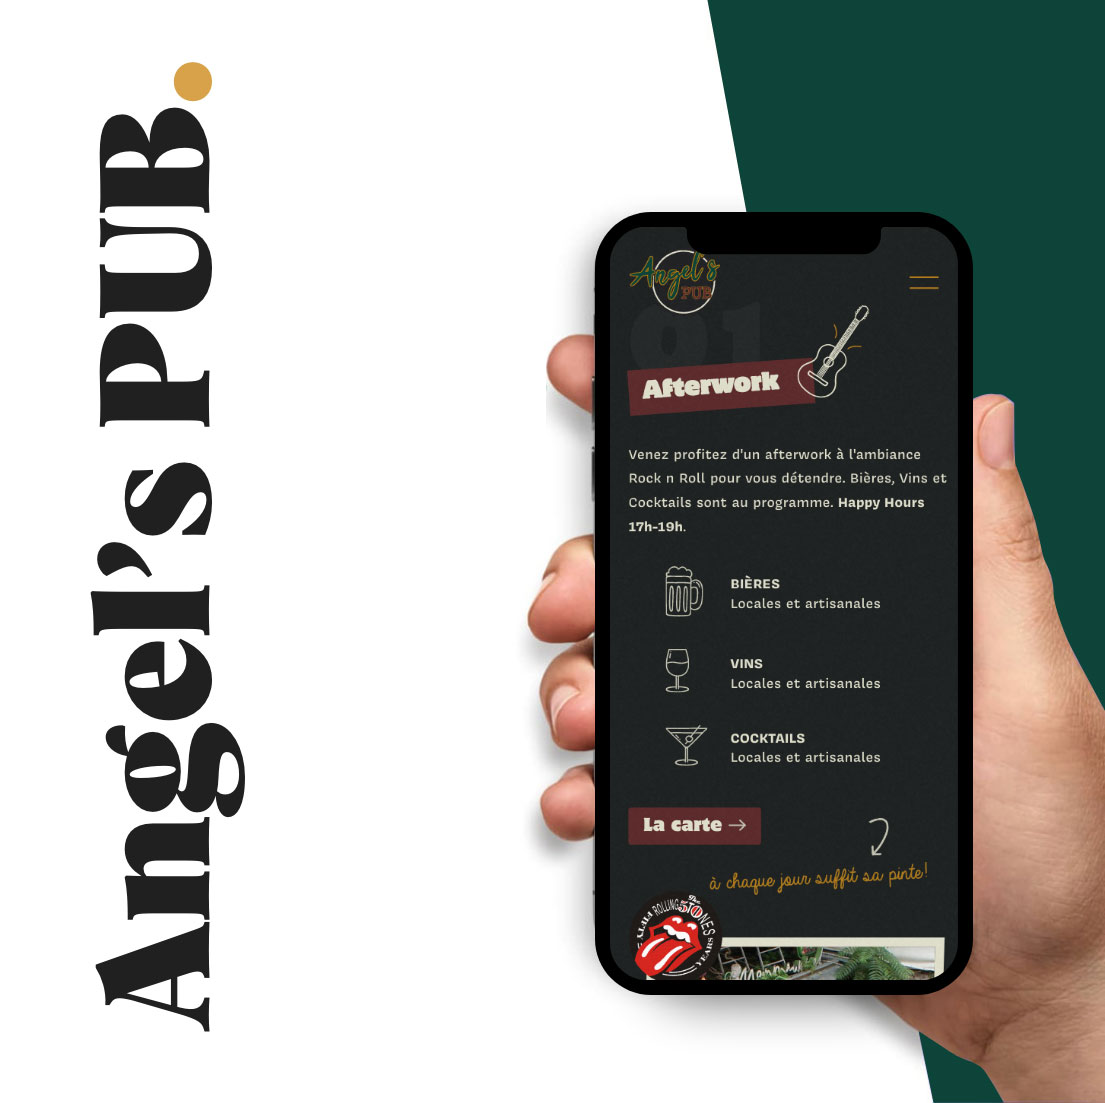 Angel's PUB.
Angel's
PUB
01
Afterwork
Venez profitez d'un afterwork à l'ambiance
Rock n Roll pour vous détendre. Bières, Vins et
Cocktails sont au programme. Happy Hours
17h-19h.
BIÈRES
Locales et artisanales
VINS
Locales et artisanales
COCKTAILS
Locales et artisanales
La carte →
à chaque jour suffit sa pinte!
The
ROLLING
STONES
50
FIFTY
YEARS